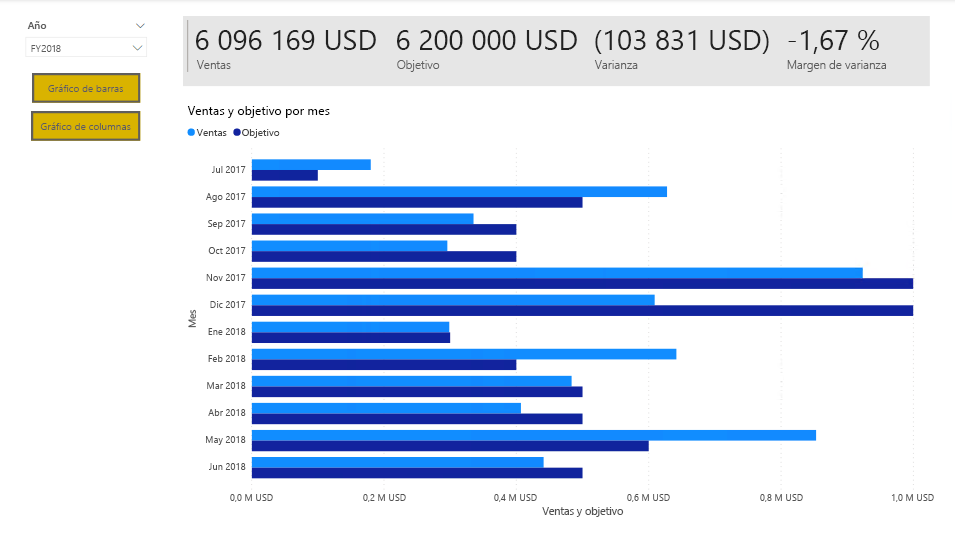 Año
FY2018
Gráfico de barras
Gráfico de columnas
6 096 169 USD 6 200 000 USD (103 831 USD) -1,67 %
Ventas Objetivo Varianza Margen de varianza
Ventas y objetivo por mes
Ventas Objetivo
Mes
Jul 2017
Ago 2017
Sep 2017
Oct 2017
Nov 2017
Dic 2017
Ene 2018
Feb 2018
Mar 2018
Abr 2018
May 2018
Jun 2018
0,0 M USD 0,2 M USD 0,4 M USD 0,6 M USD 0,8 M USD 1,0 M USD
Ventas y objetivo